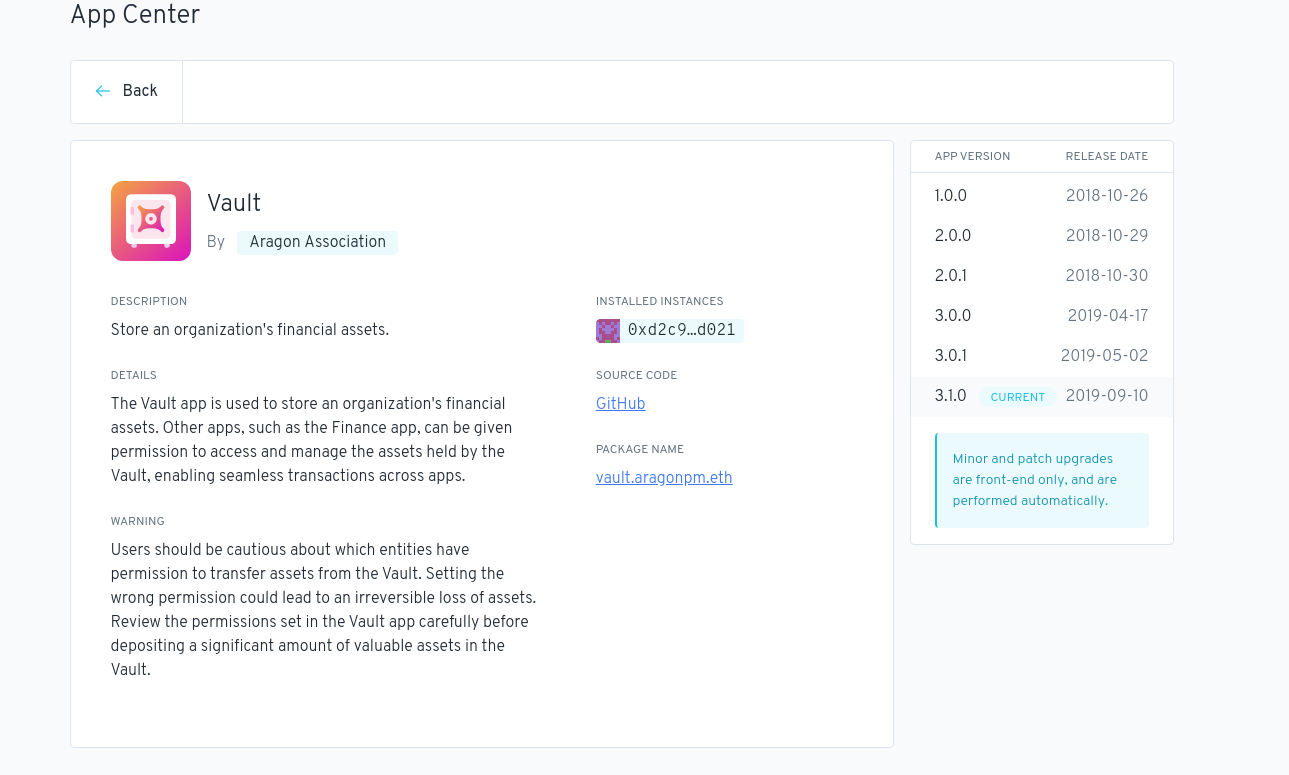 App Center
Back
Vault
By Aragon Association
DESCRIPTION
Store an organization's financial assets.
DETAILS
The Vault app is used to store an organization's financial
assets. Other apps, such as the Finance app, can be given
permission to access and manage the assets held by the
Vault, enabling seamless transactions across apps.
WARNING
Users should be cautious about which entities have
permission to transfer assets from the Vault. Setting the
wrong permission could lead to an irreversible loss of assets.
Review the permissions set in the Vault app carefully before
depositing a significant amount of valuable assets in the
Vault.
INSTALLED INSTANCES
0xd2c9…d021
SOURCE CODE
GitHub
PACKAGE NAME
vault.aragonpm.eth
APP VERSION RELEASE DATE
1.0.0 2018-10-26
2.0.0 2018-10-29
2.0.1 2018-10-30
3.0.0 2019-04-17
3.0.1 2019-05-02
3.1.0 CURRENT 2019-09-10
Minor and patch upgrades
are front-end only, and are
performed automatically.